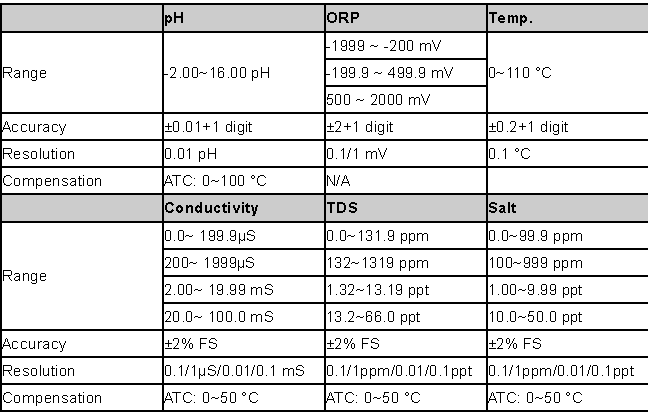 pH ORP Temp.
Range -2.00~16.00 pH -1999 ~ -200 mV 0~110 °C
-199.9 ~ 499.9 mV
500 ~ 2000 mV
Accuracy ±0.01+1 digit ±2+1 digit ±0.2+1 digit
Resolution 0.01 pH 0.1/1 mV 0.1 °C
Compensation ATC: 0~100 °C N/A
Conductivity TDS Salt
Range 0.0~ 199.9µS 0.0~131.9 ppm 0.0~99.9 ppm
200~ 1999µS 132~1319 ppm 100~999 ppm
2.00~ 19.99 mS 1.32~13.19 ppt 1.00~9.99 ppt
20.0~ 100.0 mS 13.2~66.0 ppt 10.0~50.0 ppt
Accuracy ±2% FS ±2% FS ±2% FS
Resolution 0.1/1µS/0.01/0.1 mS 0.1/1ppm/0.01/0.1ppt 0.1/1ppm/0.01/0.1ppt
Compensation ATC: 0~50 °C ATC: 0~50 °C ATC: 0~50 °C